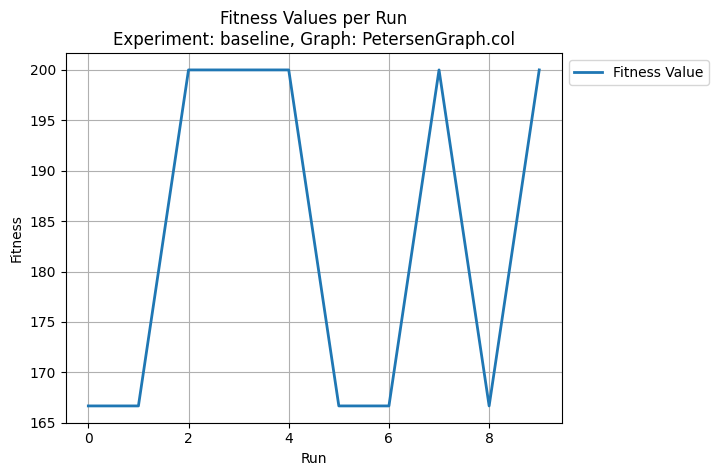 Fitness Values per Run
Experiment: baseline, Graph: PetersenGraph.col
Fitness Value
200
195
190
185
180
175
170
165
Fitness
0 2 4 6 8
Run